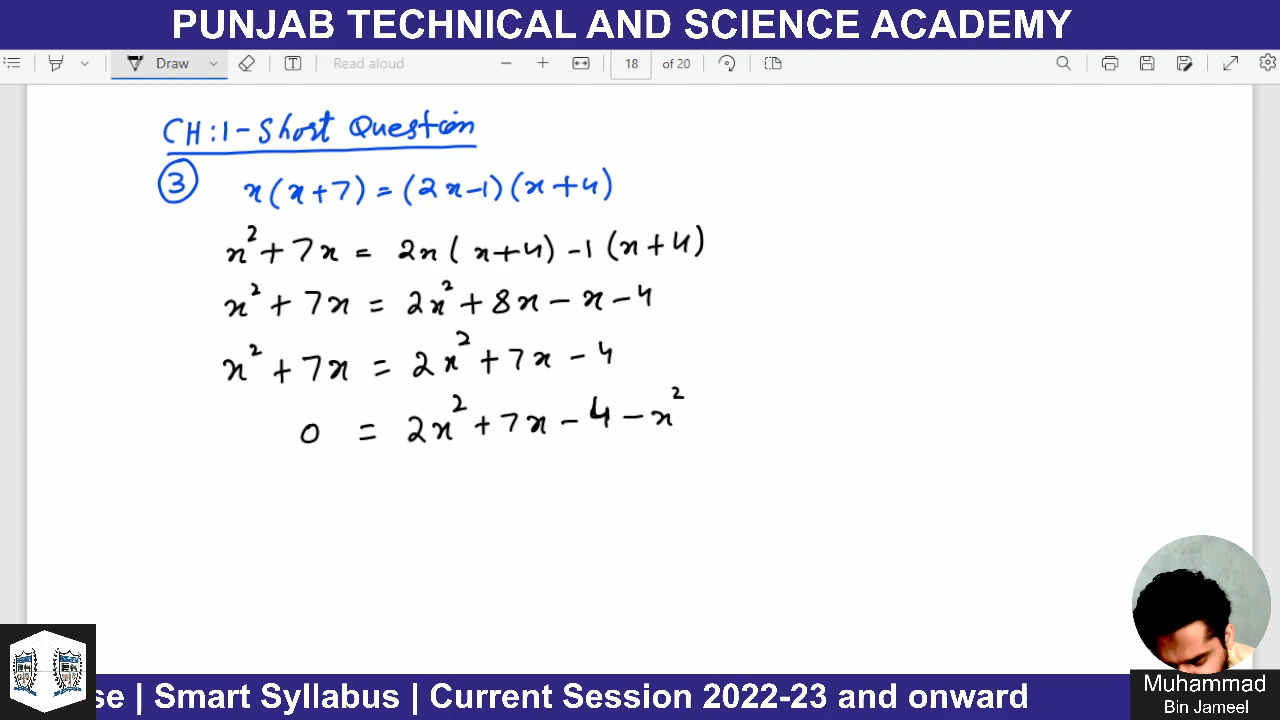 PUNJAB TECHNICAL AND SCIENCE ACADEMY
Draw Read aloud 18 of 20
CH:1-Short Question
3 x(x+7)=(2x-1)(x+4)
x²+7x = 2x(x+4)-1(x+4)
x²+7x = 2x²+8x-x-4
x²+7x = 2x²+7x-4
0 = 2x²+7x-4-x²
Muhammad
Bin Jameel
se | Smart Syllabus | Current Session 2022-23 and onward